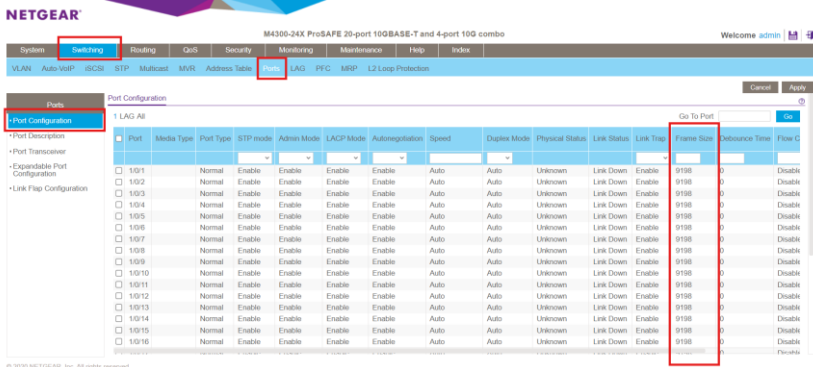 NETGEAR®
M4300-24X ProSAFE 20-port 10GBASE-T and 4-port 10G combo
Welcome admin
System Switching Routing QoS Security Monitoring Maintenance Help Index
VLAN Auto-VoIP iSCSI STP Multicast MVR Address Table Ports LAG PFC MRP L2 Loop Protection
Cancel Apply
Ports
Port Configuration
Port Description
Port Transceiver
Expandable Port
Configuration
Link Flap Configuration
Port Configuration
1 LAG All Go To Port Go
Port Media Type Port Type STP mode Admin Mode LACP Mode Autonegotiation Speed Duplex Mode Physical Status Link Status Link Trap Frame Size Debounce Time Flow C
1/0/1 Normal Enable Enable Enable Enable Auto Auto Unknown Link Down Enable 9198 0 Disable
1/0/2 Normal Enable Enable Enable Enable Auto Auto Unknown Link Down Enable 9198 0 Disable
1/0/3 Normal Enable Enable Enable Enable Auto Auto Unknown Link Down Enable 9198 0 Disable
1/0/4 Normal Enable Enable Enable Enable Auto Auto Unknown Link Down Enable 9198 0 Disable
1/0/5 Normal Enable Enable Enable Enable Auto Auto Unknown Link Down Enable 9198 0 Disable
1/0/6 Normal Enable Enable Enable Enable Auto Auto Unknown Link Down Enable 9198 0 Disable
1/0/7 Normal Enable Enable Enable Enable Auto Auto Unknown Link Down Enable 9198 0 Disable
1/0/8 Normal Enable Enable Enable Enable Auto Auto Unknown Link Down Enable 9198 0 Disable
1/0/9 Normal Enable Enable Enable Enable Auto Auto Unknown Link Down Enable 9198 0 Disable
1/0/10 Normal Enable Enable Enable Enable Auto Auto Unknown Link Down Enable 9198 0 Disable
1/0/11 Normal Enable Enable Enable Enable Auto Auto Unknown Link Down Enable 9198 0 Disable
1/0/12 Normal Enable Enable Enable Enable Auto Auto Unknown Link Down Enable 9198 0 Disable
1/0/13 Normal Enable Enable Enable Enable Auto Auto Unknown Link Down Enable 9198 0 Disable
1/0/14 Normal Enable Enable Enable Enable Auto Auto Unknown Link Down Enable 9198 0 Disable
1/0/15 Normal Enable Enable Enable Enable Auto Auto Unknown Link Down Enable 9198 0 Disable
1/0/16 Normal Enable Enable Enable Enable Auto Auto Unknown Link Down Enable 9198 0 Disable